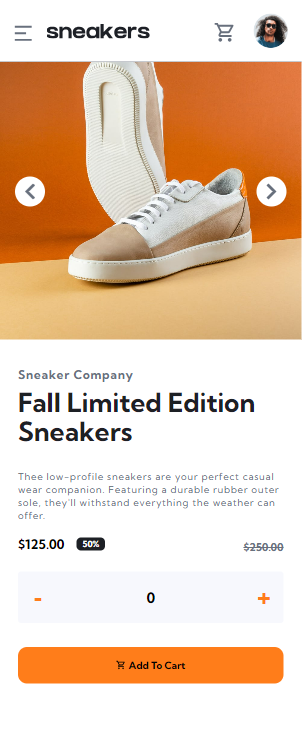 sneakers
Sneaker Company
Fall Limited Edition
Sneakers
Thee low-profile sneakers are your perfect casual
wear companion. Featuring a durable rubber outer
sole, they'll withstand everything the weather can
offer.
$125.00 50% $250.00
- 0 +
Add To Cart